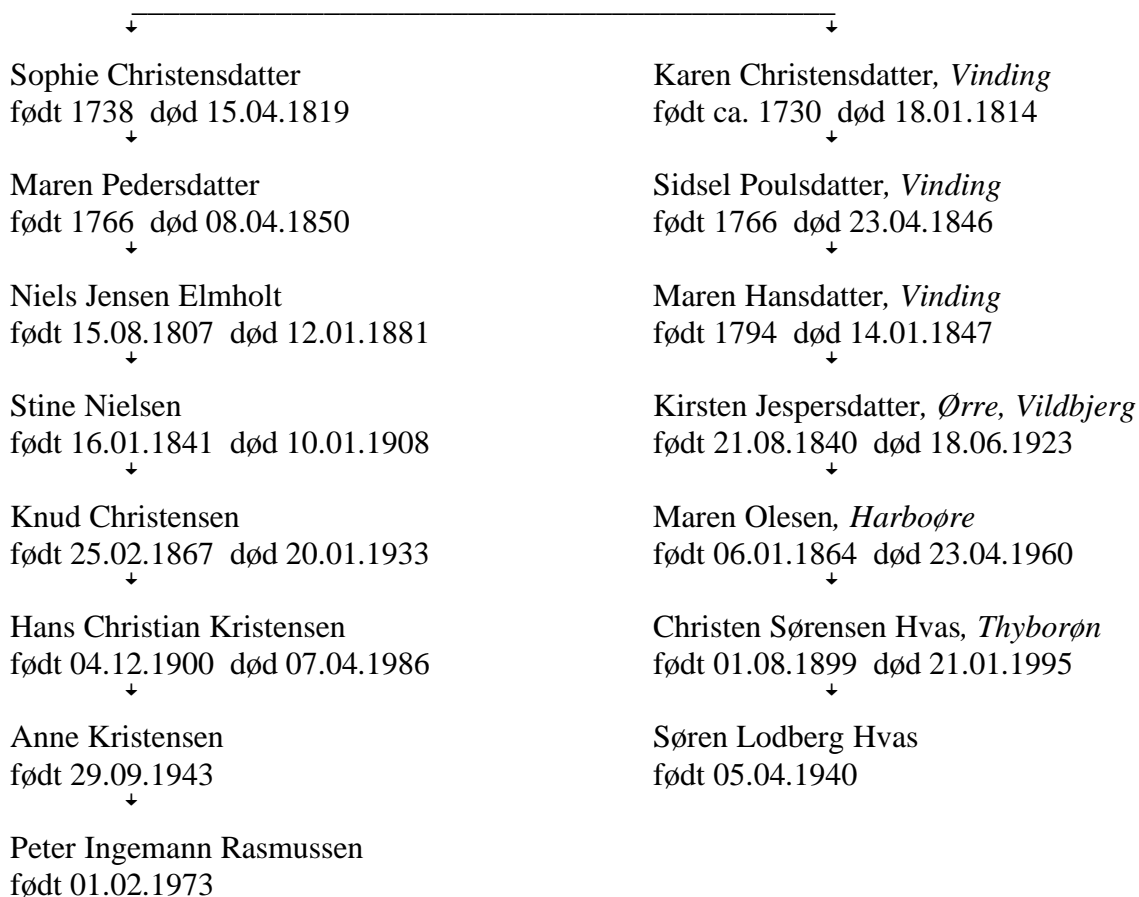 Sophie Christensdatter
født 1738 død 15.04.1819
Maren Pedersdatter
født 1766 død 08.04.1850
Niels Jensen Elmholt
født 15.08.1807 død 12.01.1881
Stine Nielsen
født 16.01.1841 død 10.01.1908
Knud Christensen
født 25.02.1867 død 20.01.1933
Hans Christian Kristensen
født 04.12.1900 død 07.04.1986
Anne Kristensen
født 29.09.1943
Peter Ingemann Rasmussen
født 01.02.1973
Karen Christensdatter, Vinding
født ca. 1730 død 18.01.1814
Sidsel Poulsdatter, Vinding
født 1766 død 23.04.1846
Maren Hansdatter, Vinding
født 1794 død 14.01.1847
Kirsten Jespersdatter, Ørre, Vildbjerg
født 21.08.1840 død 18.06.1923
Maren Olesen, Harboøre
født 06.01.1864 død 23.04.1960
Christen Sørensen Hvas, Thyborøn
født 01.08.1899 død 21.01.1995
Søren Lodberg Hvas
født 05.04.1940